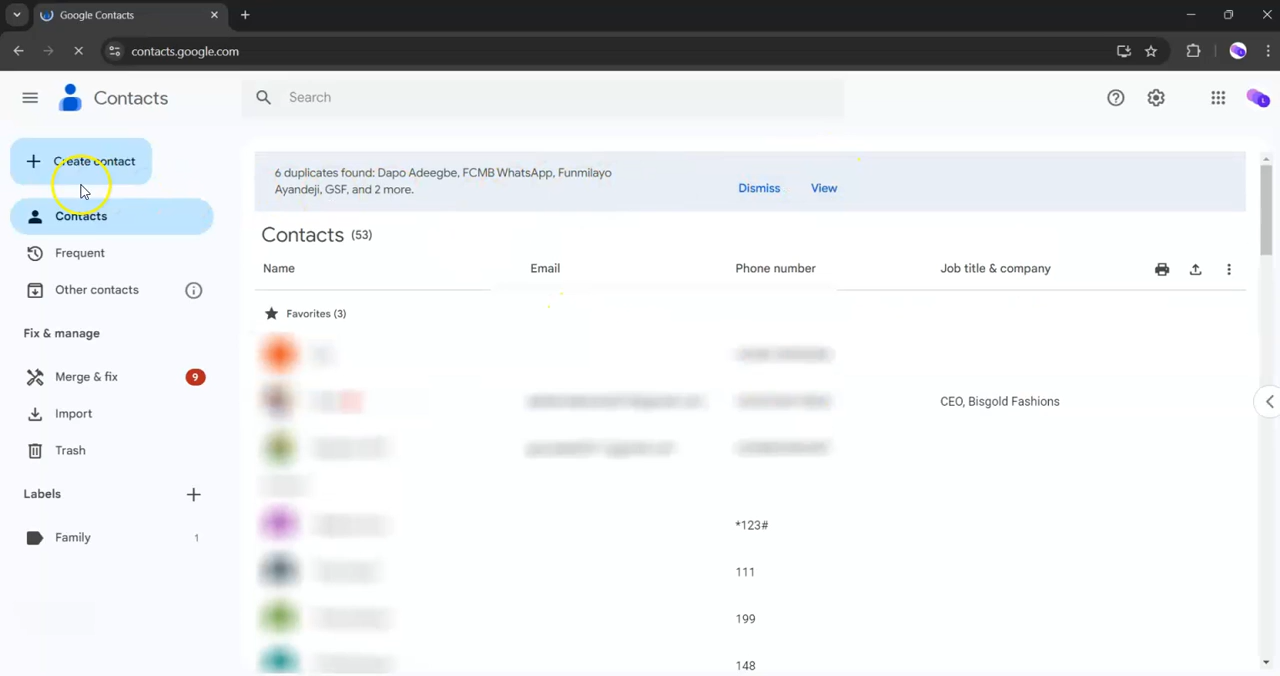 Google Contacts
contacts.google.com
Contacts
Search
Create contact
Contacts
Frequent
Other contacts
Fix & manage
Merge & fix 9
Import
Trash
Labels
Family 1
6 duplicates found: Dapo Adeegbe, FCMB WhatsApp, Funmilayo
Ayandeji, GSF, and 2 more.
Dismiss View
Contacts (53)
Name Email Phone number Job title & company
Favorites (3)
CEO, Bisgold Fashions
*123#
111
199
148